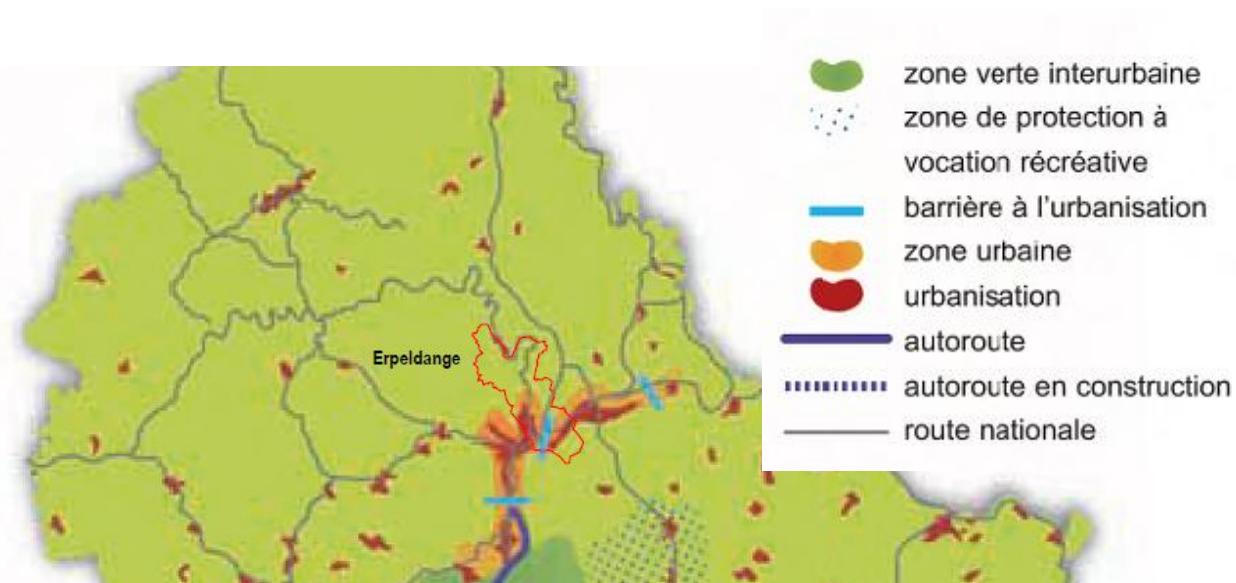 zone verte interurbaine
zone de protection à
vocation récréative
barrière à l'urbanisation
zone urbaine
urbanisation
autoroute
autoroute en construction
route nationale
Erpeldange